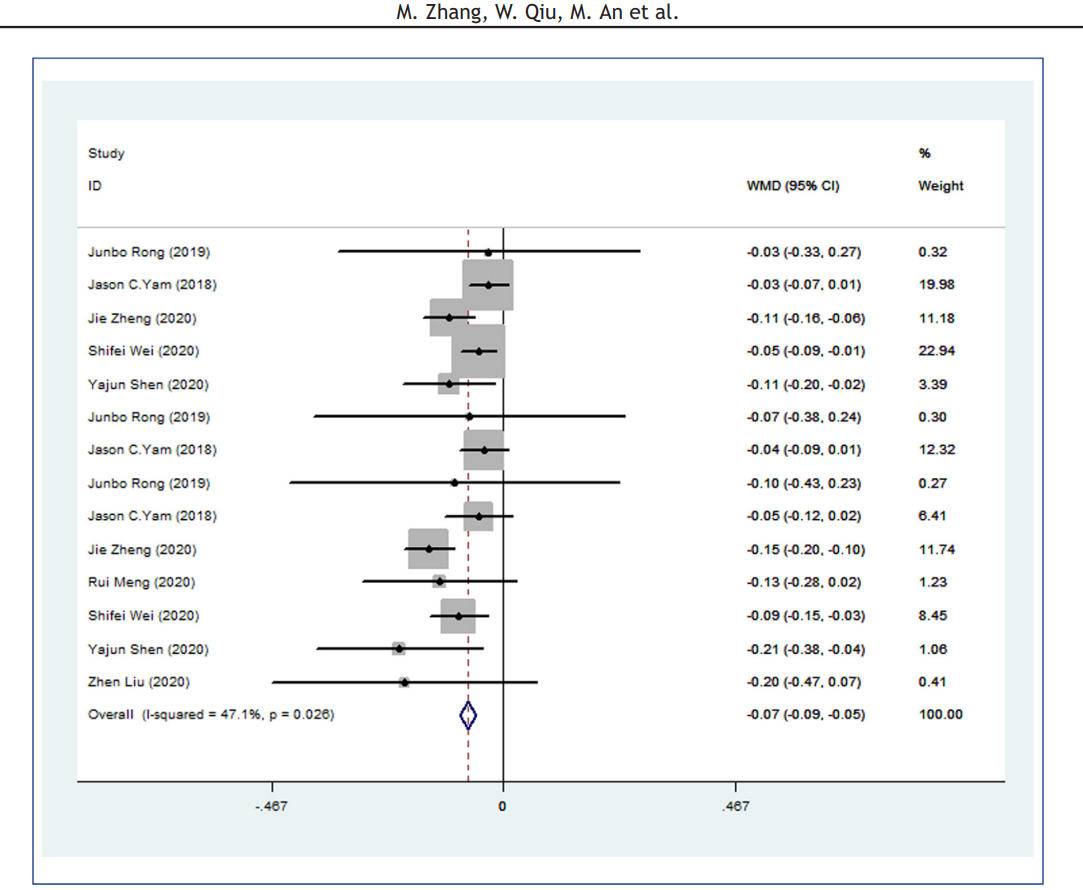 M. Zhang, W. Qiu, M. An et al.
Study %
ID WMD (95% CI) Weight
Junbo Rong (2019) -0.03 (-0.33, 0.27) 0.32
Jason C.Yam (2018) -0.03 (-0.07, 0.01) 19.98
Jie Zheng (2020) -0.11 (-0.16, -0.06) 11.18
Shifei Wei (2020) -0.05 (-0.09, -0.01) 22.94
Yajun Shen (2020) -0.11 (-0.20, -0.02) 3.39
Junbo Rong (2019) -0.07 (-0.38, 0.24) 0.30
Jason C.Yam (2018) -0.04 (-0.09, 0.01) 12.32
Junbo Rong (2019) -0.10 (-0.43, 0.23) 0.27
Jason C.Yam (2018) -0.05 (-0.12, 0.02) 6.41
Jie Zheng (2020) -0.15 (-0.20, -0.10) 11.74
Rui Meng (2020) -0.13 (-0.28, 0.02) 1.23
Shifei Wei (2020) -0.09 (-0.15, -0.03) 8.45
Yajun Shen (2020) -0.21 (-0.38, -0.04) 1.06
Zhen Liu (2020) -0.20 (-0.47, 0.07) 0.41
Overall (I-squared = 47.1%, p = 0.026) -0.07 (-0.09, -0.05) 100.00
-.467 0 .467